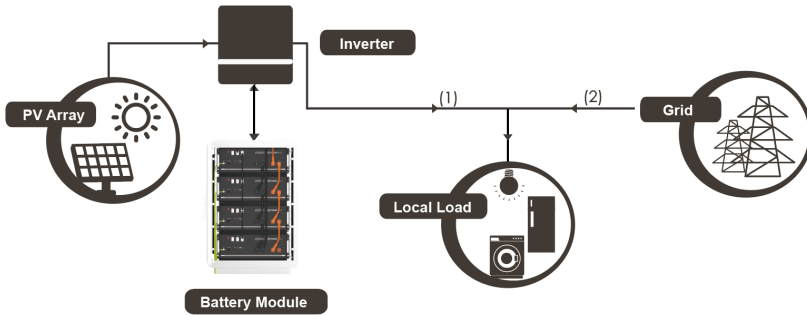 Inverter
(1)
(2)
PV Array
Grid
Local Load
Battery Module